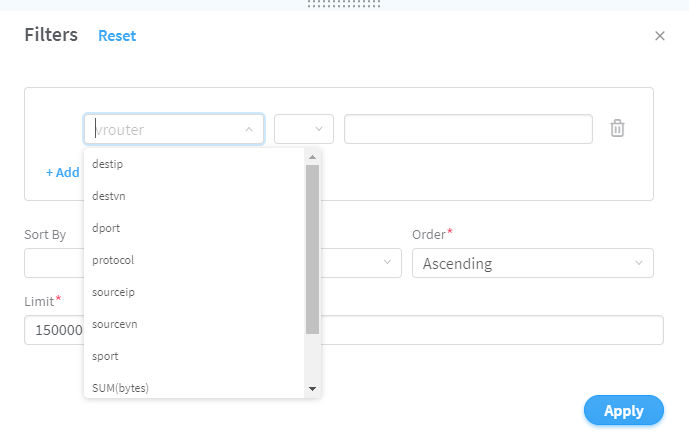 Filters Reset
vrouter
destip
+ Add
destvn
dport
protocol
sourceip
sourcevn
sport
SUM(bytes)
Sort By
Order*
Ascending
Limit*
150000
Apply